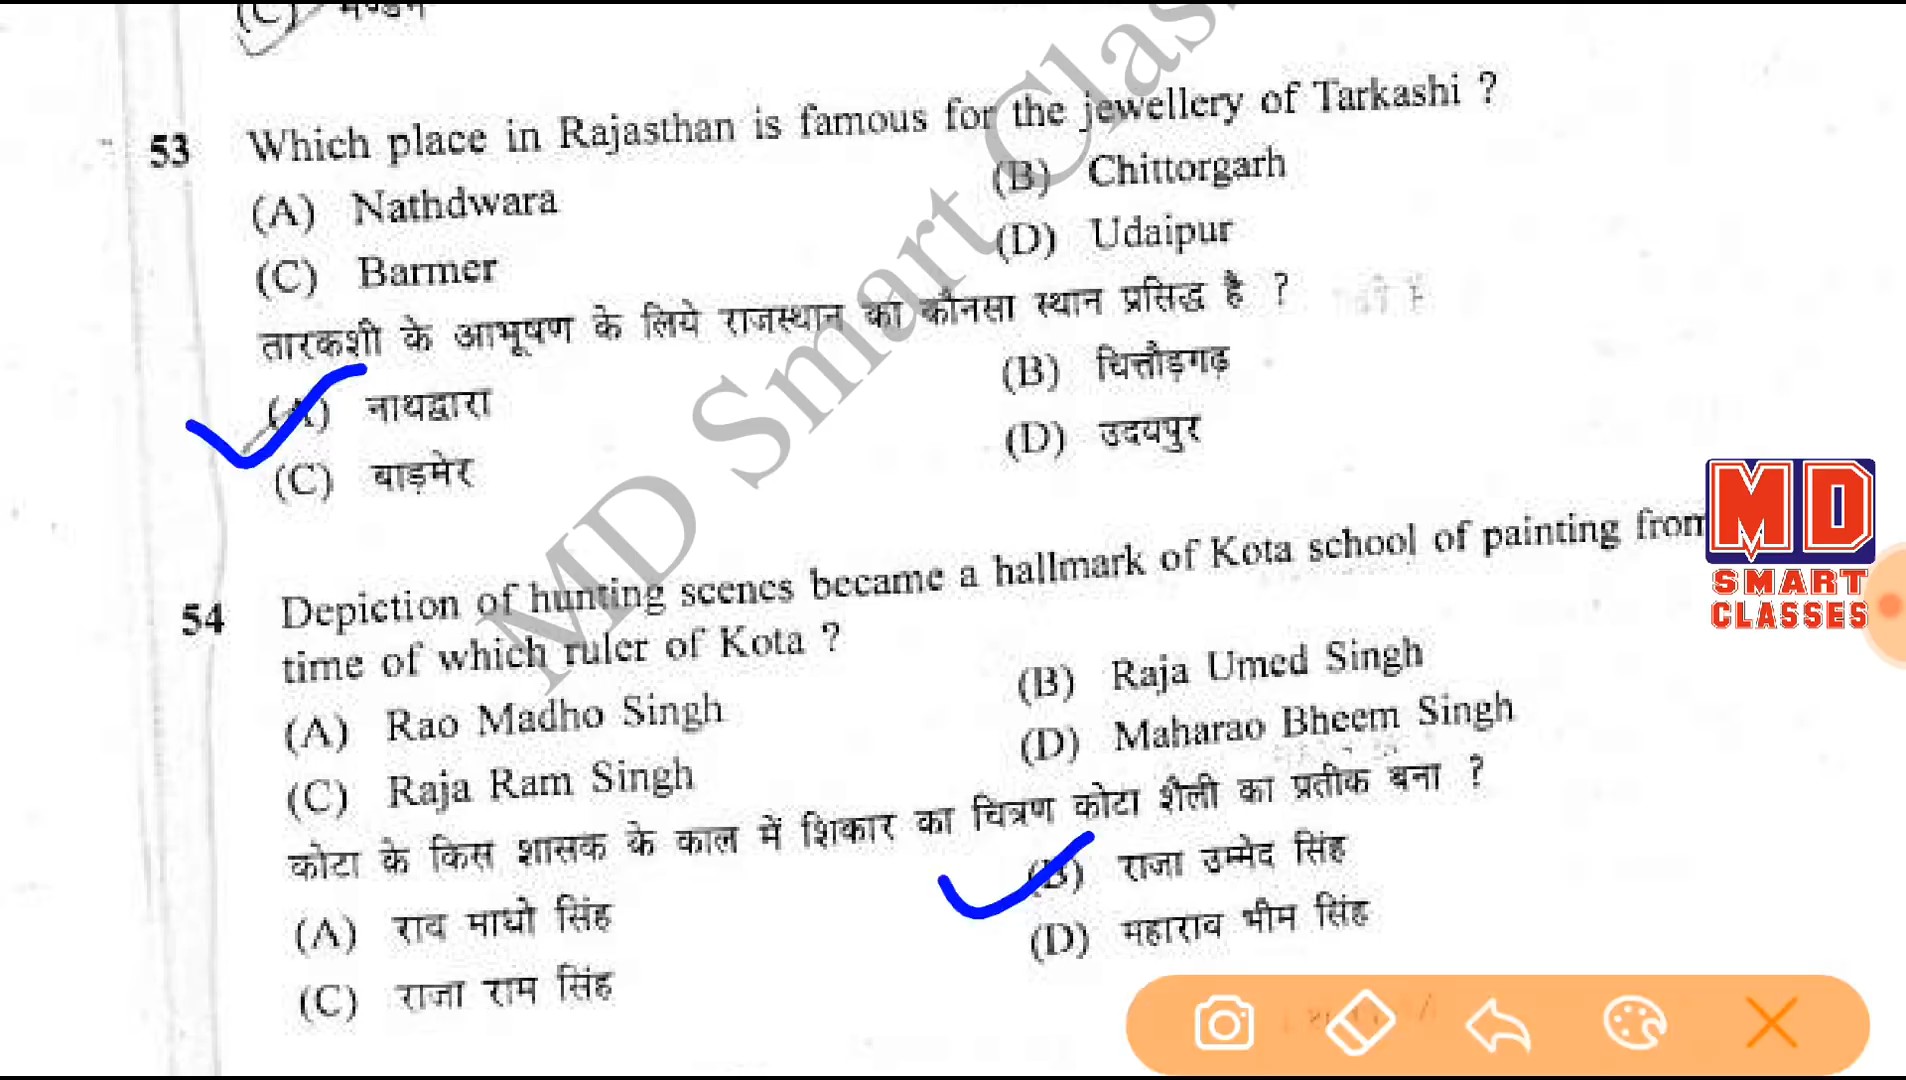 53 Which place in Rajasthan is famous for the jewellery of Tarkashi ?
(A) Nathdwara (B) Chittorgarh
(C) Barmer (D) Udaipur
तारकशी के आभूषण के लिये राजस्थान का कौनसा स्थान प्रसिद्ध है ?
(A) नाथद्वारा (B) चित्तौड़गढ़
(C) बाड़मेर (D) उदयपुर
54 Depiction of hunting scenes became a hallmark of Kota school of painting from
time of which ruler of Kota ?
(A) Rao Madho Singh (B) Raja Umed Singh
(C) Raja Ram Singh (D) Maharao Bheem Singh
कोटा के किस शासक के काल में शिकार का चित्रण कोटा शैली का प्रतीक बना ?
(A) राव माधो सिंह (B) राजा उम्मेद सिंह
(C) राजा राम सिंह (D) महाराव भीम सिंह
MD Smart Clas
MD
SMART
CLASSES